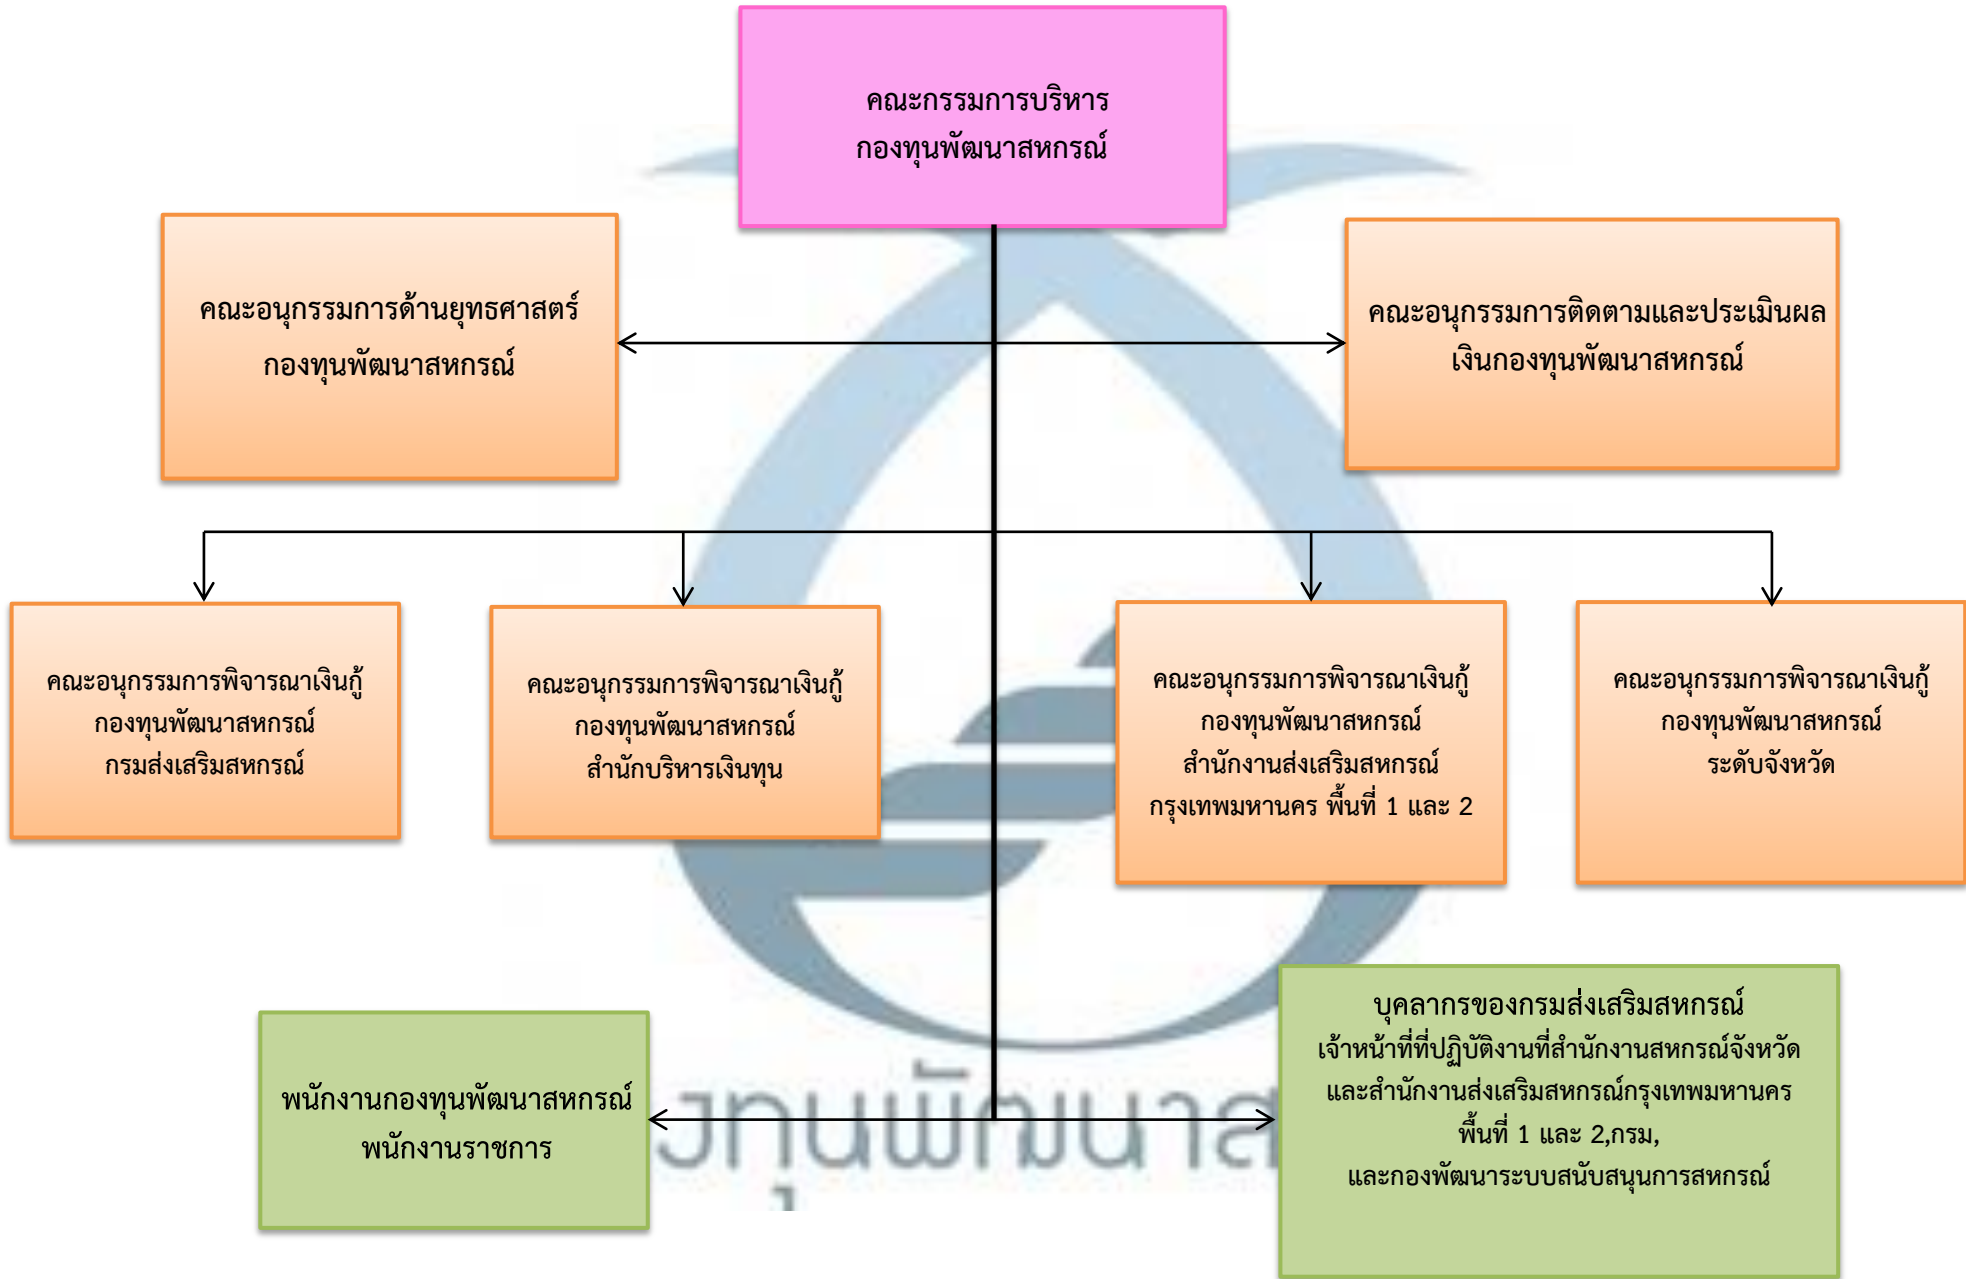 คณะกรรมการบริหาร
กองทุนพัฒนาสหกรณ์
คณะอนุกรรมการด้านยุทธศาสตร์
กองทุนพัฒนาสหกรณ์
คณะอนุกรรมการติดตามและประเมินผล
เงินกองทุนพัฒนาสหกรณ์
คณะอนุกรรมการพิจารณาเงินกู้
กองทุนพัฒนาสหกรณ์
กรมส่งเสริมสหกรณ์
คณะอนุกรรมการพิจารณาเงินกู้
กองทุนพัฒนาสหกรณ์
สำนักบริหารเงินทุน
คณะอนุกรรมการพิจารณาเงินกู้
กองทุนพัฒนาสหกรณ์
สำนักงานส่งเสริมสหกรณ์
กรุงเทพมหานคร พื้นที่ 1 และ 2
คณะอนุกรรมการพิจารณาเงินกู้
กองทุนพัฒนาสหกรณ์
ระดับจังหวัด
พนักงานกองทุนพัฒนาสหกรณ์
พนักงานราชการ
บุคลากรของกรมส่งเสริมสหกรณ์
เจ้าหน้าที่ที่ปฏิบัติงานที่สำนักงานสหกรณ์จังหวัด
และสำนักงานส่งเสริมสหกรณ์กรุงเทพมหานคร
พื้นที่ 1 และ 2,กรม,
และกองพัฒนาระบบสนับสนุนการสหกรณ์
งทุนพัฒนาส